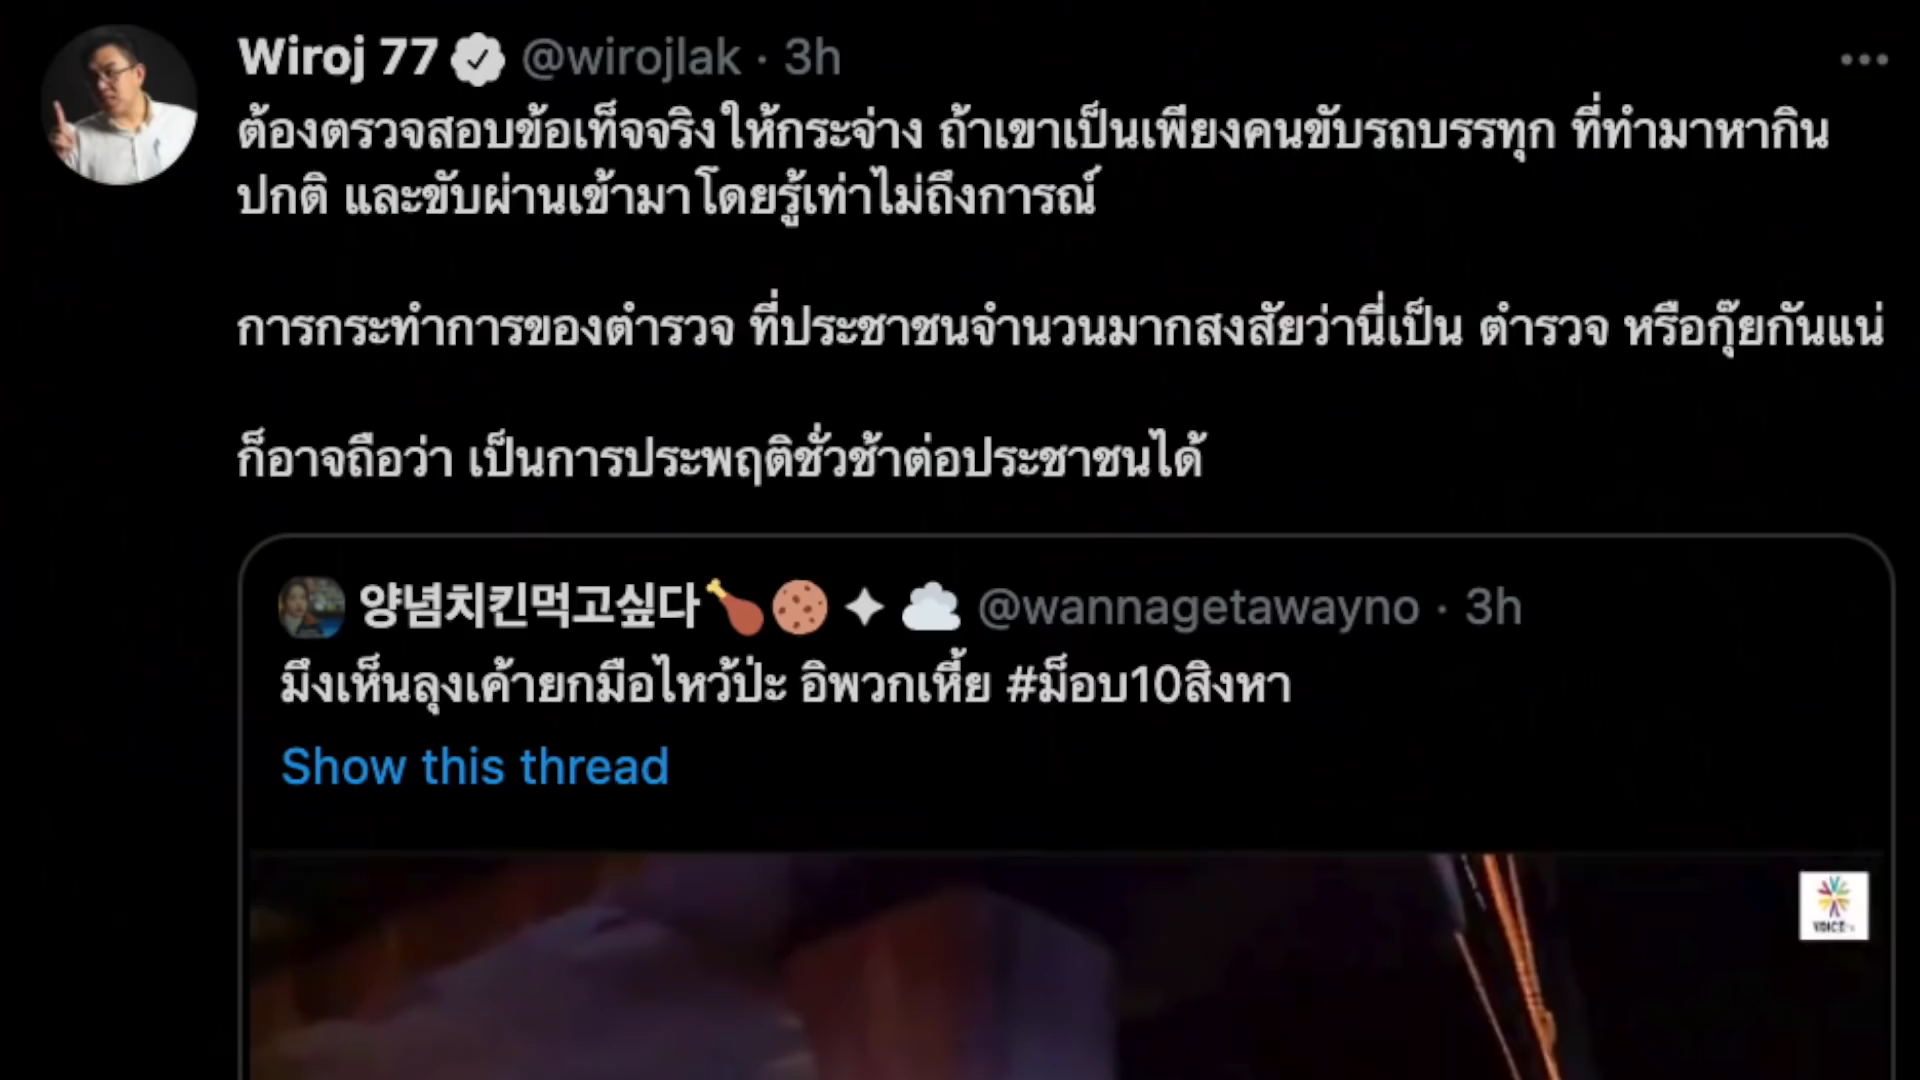 Wiroj 77 @wirojlak · 3h
ต้องตรวจสอบข้อเท็จจริงให้กระจ่าง ถ้าเขาเป็นเพียงคนขับรถบรรทุก ที่ทำมาหากิน
ปกติ และขับผ่านเข้ามาโดยรู้เท่าไม่ถึงการณ์
การกระทำการของตำรวจ ที่ประชาชนจำนวนมากสงสัยว่านี่เป็น ตำรวจ หรือกุ๊ยกันแน่
ก็อาจถือว่า เป็นการประพฤติชั่วช้าต่อประชาชนได้
양념치킨먹고싶다🍗🍪 ✦ ☁️ @wannagetawayno · 3h
มึงเห็นลุงเค้ายกมือไหว้ป่ะ อิพวกเหี้ย #ม็อบ10สิงหา
Show this thread
VOICE TV